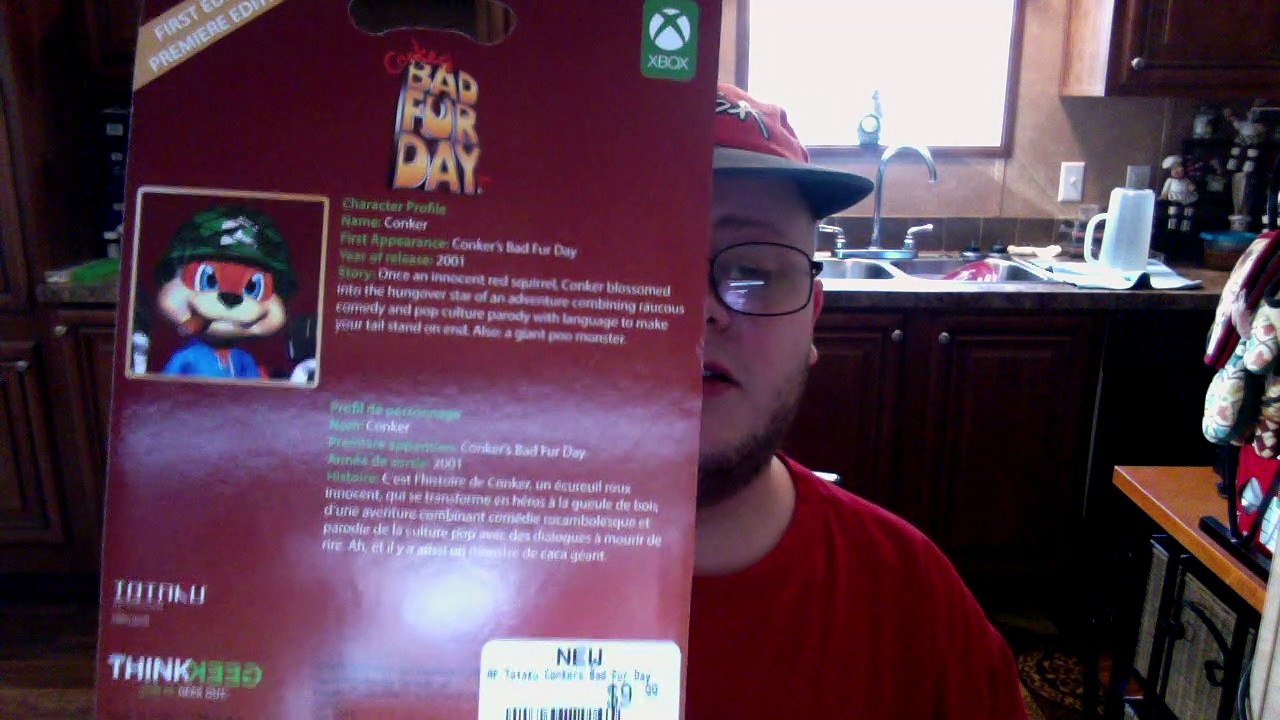 FIRST ED
PREMIÈRE EDIT
XBOX
Conker's
BAD
FUR
DAY
Character Profile
Name: Conker
First Appearance: Conker's Bad Fur Day
Year of release: 2001
Story: Once an innocent red squirrel, Conker blossomed
into the hungover star of an adventure combining raucous
comedy and pop culture parody with language to make
your tail stand on end. Also: a giant poo monster.
Profil de personnage
Nom: Conker
Première apparition: Conker's Bad Fur Day
Année de sortie: 2001
Histoire: C'est l'histoire de Conker, un écureuil roux
innocent, qui se transforme en héros à la gueule de bois
d'une aventure combinant comédie rocambolesque et
parodie de la culture pop avec des dialogues à mourir de
rire. Ah, et il y a aussi un monstre de caca géant.
TOTAKU
THINKGEEK
NEW
AF Totaku Conkers Bad Fur Day
$9.99